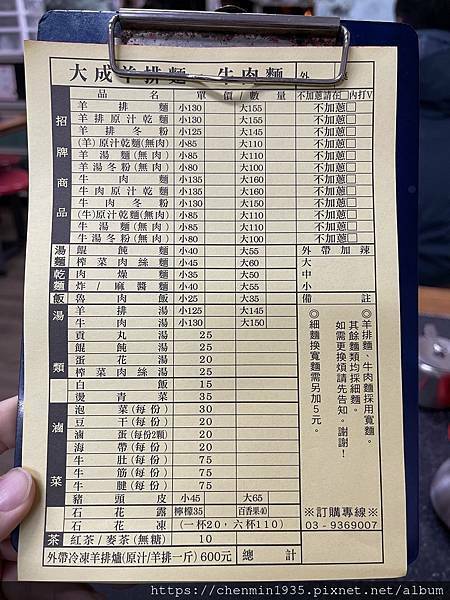 大成羊排麵 牛肉麵 外
品 名 單 價 / 數 量 不加蔥請在□內打V
招牌商品
羊 排 麵 小130 大155 不加蔥□
羊排原汁乾麵 小130 大155 不加蔥□
羊 排 冬 粉 小125 大145 不加蔥□
(羊)原汁乾麵(無肉) 小85 大110 不加蔥□
羊 湯 麵 (無 肉) 小85 大110 不加蔥□
羊湯冬粉(無肉) 小80 大100 不加蔥□
牛 肉 麵 小135 大160 不加蔥□
牛肉原汁乾麵 小135 大160 不加蔥□
牛 肉 冬 粉 小130 大150 不加蔥□
(牛)原汁乾麵(無肉) 小85 大110 不加蔥□
牛 湯 麵 (無 肉) 小85 大110 不加蔥□
牛湯冬粉(無肉) 小80 大100 不加蔥□
湯麵
餛 飩 麵 小40 大55 外 帶 加 辣
榨菜肉絲麵 小45 大60 大
乾麵
肉 燥 麵 小35 大50 中
炸 / 麻 醬 麵 小40 大55 小
飯
魯 肉 飯 小25 大35 備 註
湯類
羊 排 湯 小125 大145
牛 肉 湯 小130 大150
貢 丸 湯 25
餛 飩 湯 25
蛋 花 湯 20
榨菜肉絲湯 25
白 飯 15
燙 青 菜 35
滷菜
泡 菜 (每 份) 30
豆 干 (每 份) 20
滷 蛋 (每份2顆) 20
海 帶 (每 份) 20
牛 肚 (每 份) 75
牛 筋 (每 份) 75
牛 腱 (每 份) 75
豬 頭 皮 小45 大65
石 花 露 檸檬35 百香果40
石 花 凍 (一杯20,六杯110)
茶 紅茶/麥茶(無糖) 10
外帶冷凍羊排爐(原汁/羊排一斤)600元 總 計
◎羊排麵、牛肉麵採用寬麵。
其餘麵類均採細麵。
如需更換煩請先告知。謝謝!
◎細麵換寬麵需另加5元。
※訂購專線※
03-9369007
https://chenmin1935.pixnet.net/album